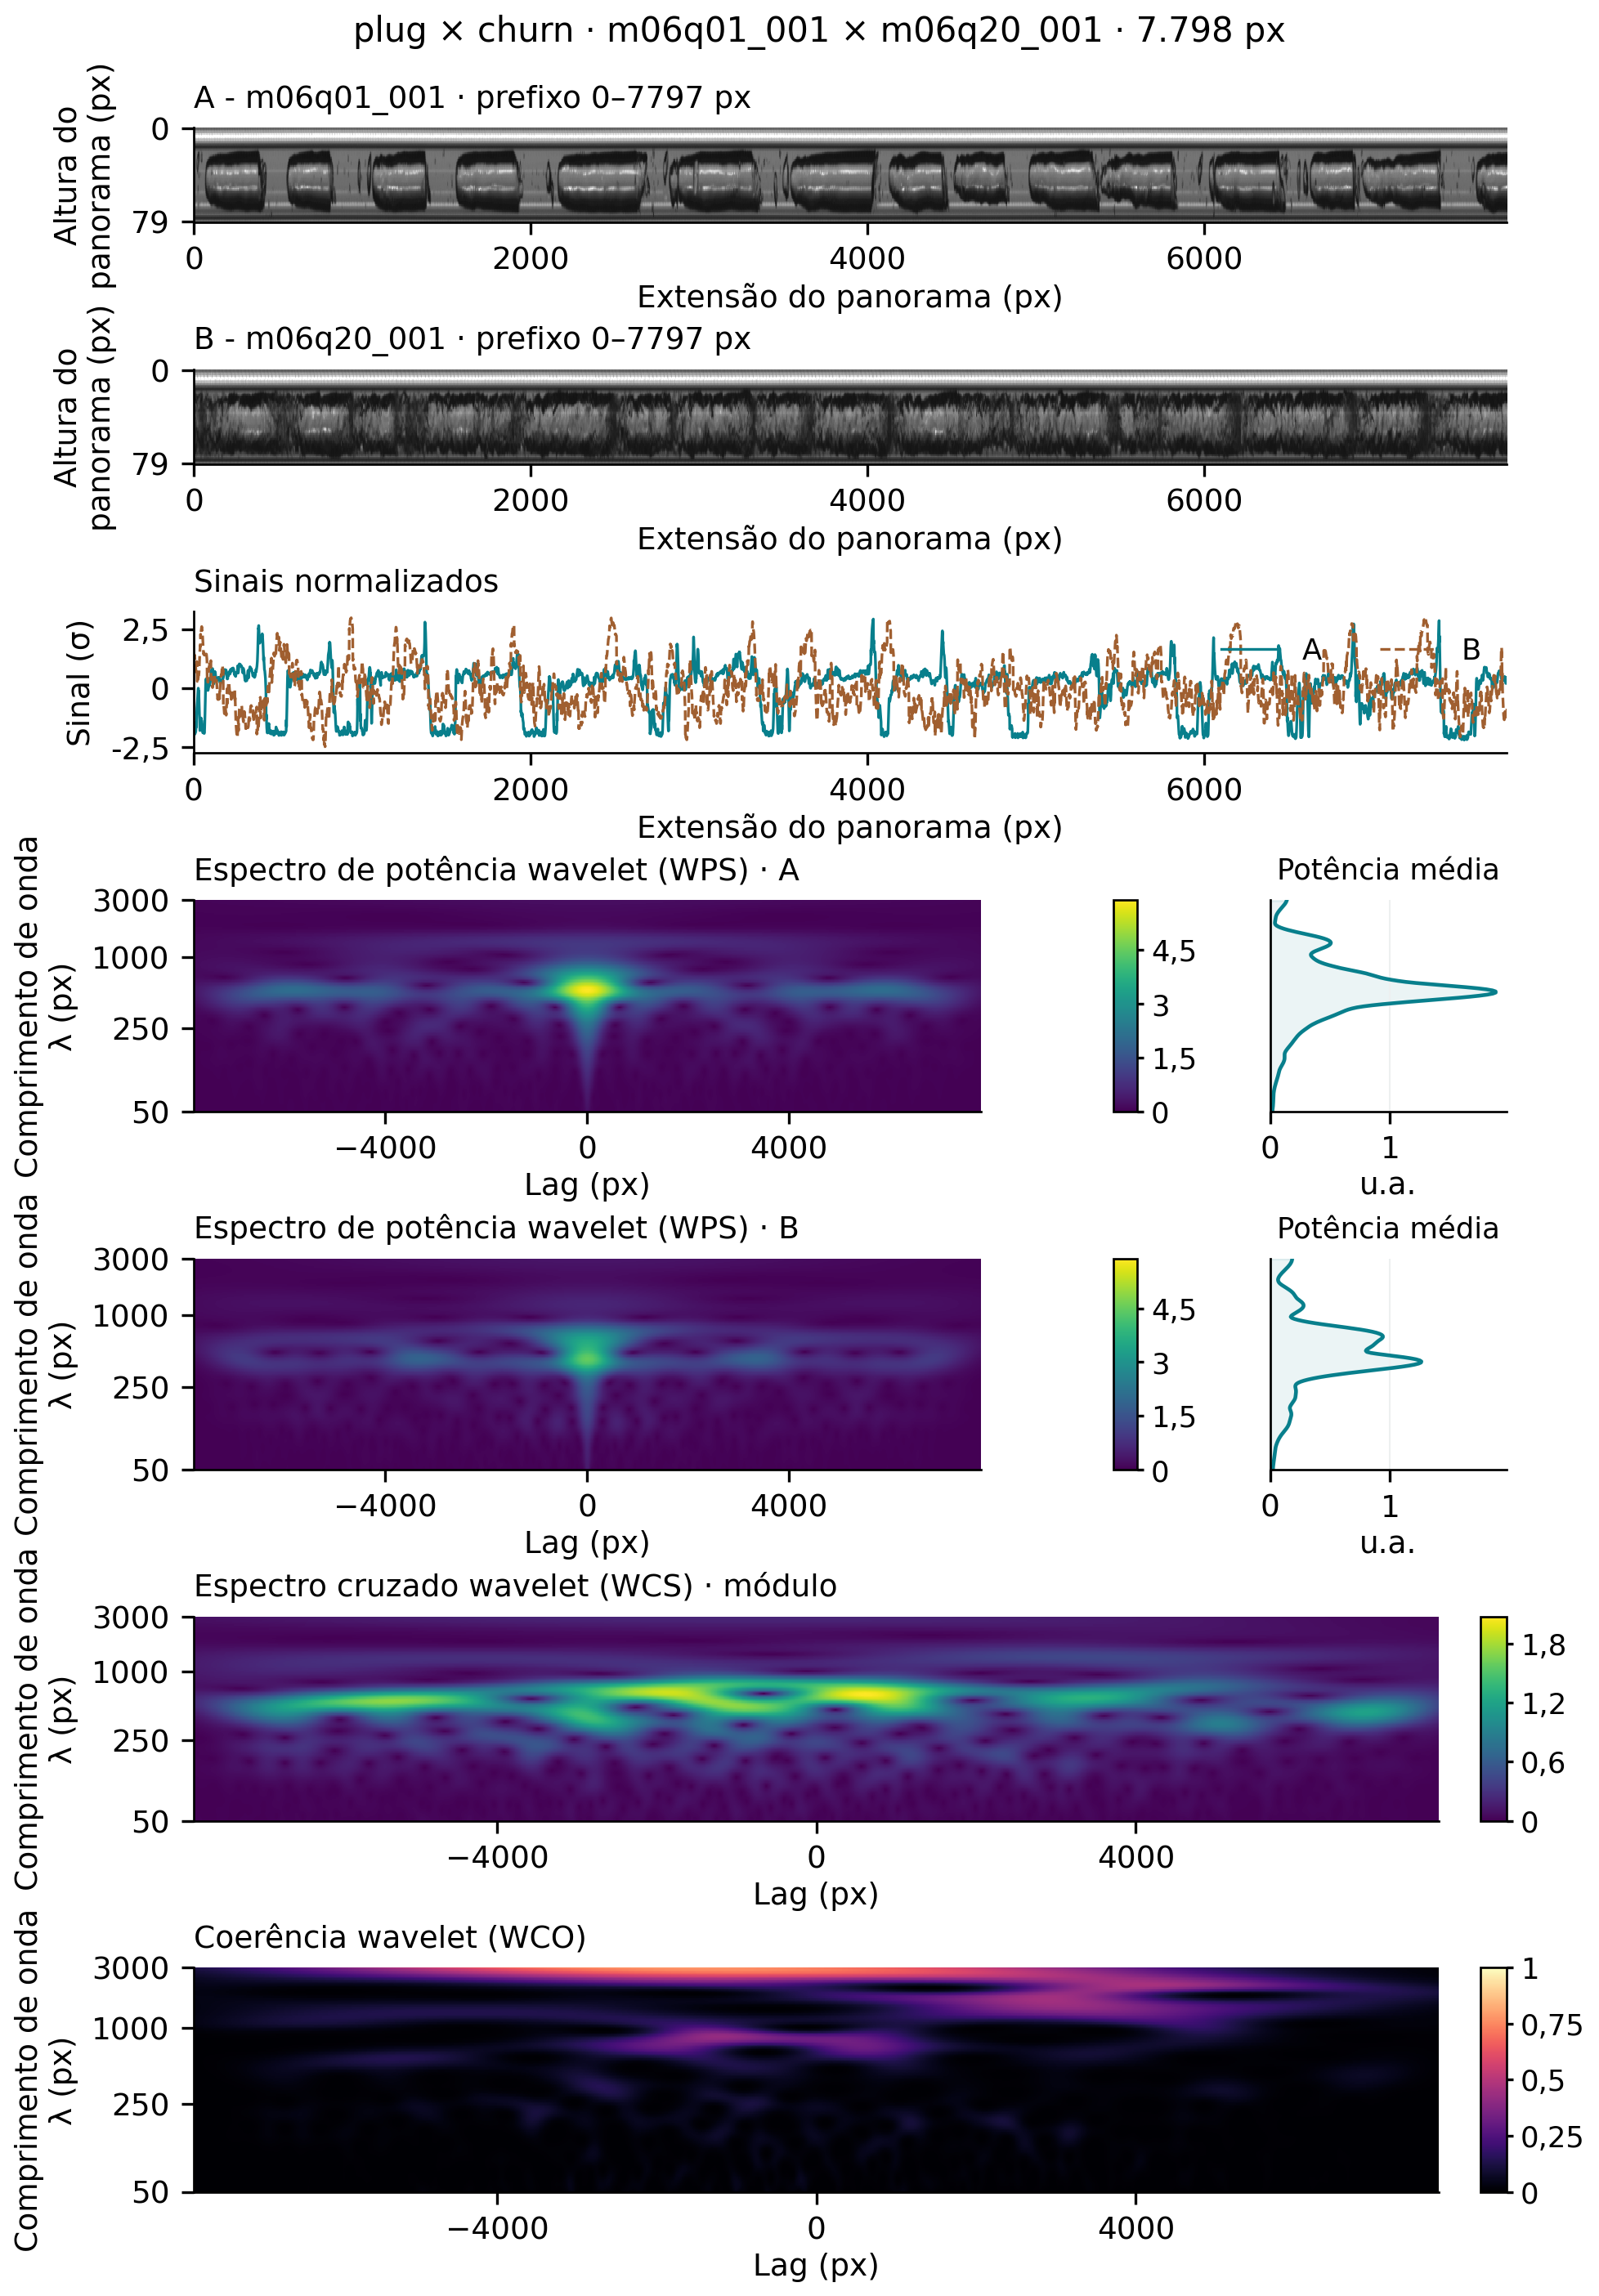 plug × churn · m06q01_001 × m06q20_001 · 7.798 px
A - m06q01_001 · prefixo 0–7797 px
Altura do
panorama (px)
0
79
0 2000 4000 6000
Extensão do panorama (px)
B - m06q20_001 · prefixo 0–7797 px
Altura do
panorama (px)
0
79
0 2000 4000 6000
Extensão do panorama (px)
Sinais normalizados
Sinal (σ)
2,5
0
-2,5
A B
0 2000 4000 6000
Extensão do panorama (px)
Espectro de potência wavelet (WPS) · A
Comprimento de onda
λ (px)
3000
1000
250
50
−4000 0 4000
Lag (px)
4,5
3
1,5
0
Potência média
0 1
u.a.
Espectro de potência wavelet (WPS) · B
Comprimento de onda
λ (px)
3000
1000
250
50
−4000 0 4000
Lag (px)
4,5
3
1,5
0
Potência média
0 1
u.a.
Espectro cruzado wavelet (WCS) · módulo
Comprimento de onda
λ (px)
3000
1000
250
50
−4000 0 4000
Lag (px)
1,8
1,2
0,6
0
Coerência wavelet (WCO)
Comprimento de onda
λ (px)
3000
1000
250
50
−4000 0 4000
Lag (px)
1
0,75
0,5
0,25
0